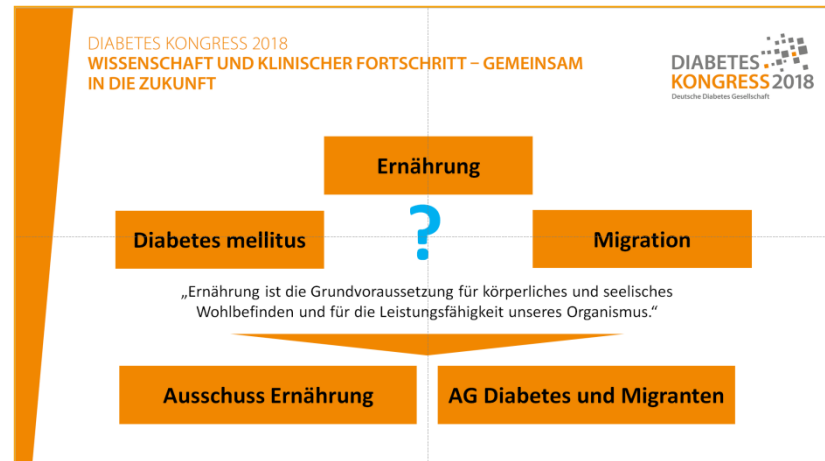 DIABETES KONGRESS 2018
WISSENSCHAFT UND KLINISCHER FORTSCHRITT – GEMEINSAM
IN DIE ZUKUNFT
DIABETES
KONGRESS2018
Deutsche Diabetes Gesellschaft
Ernährung
?
Diabetes mellitus
Migration
„Ernährung ist die Grundvoraussetzung für körperliches und seelisches
Wohlbefinden und für die Leistungsfähigkeit unseres Organismus.“
Ausschuss Ernährung
AG Diabetes und Migranten